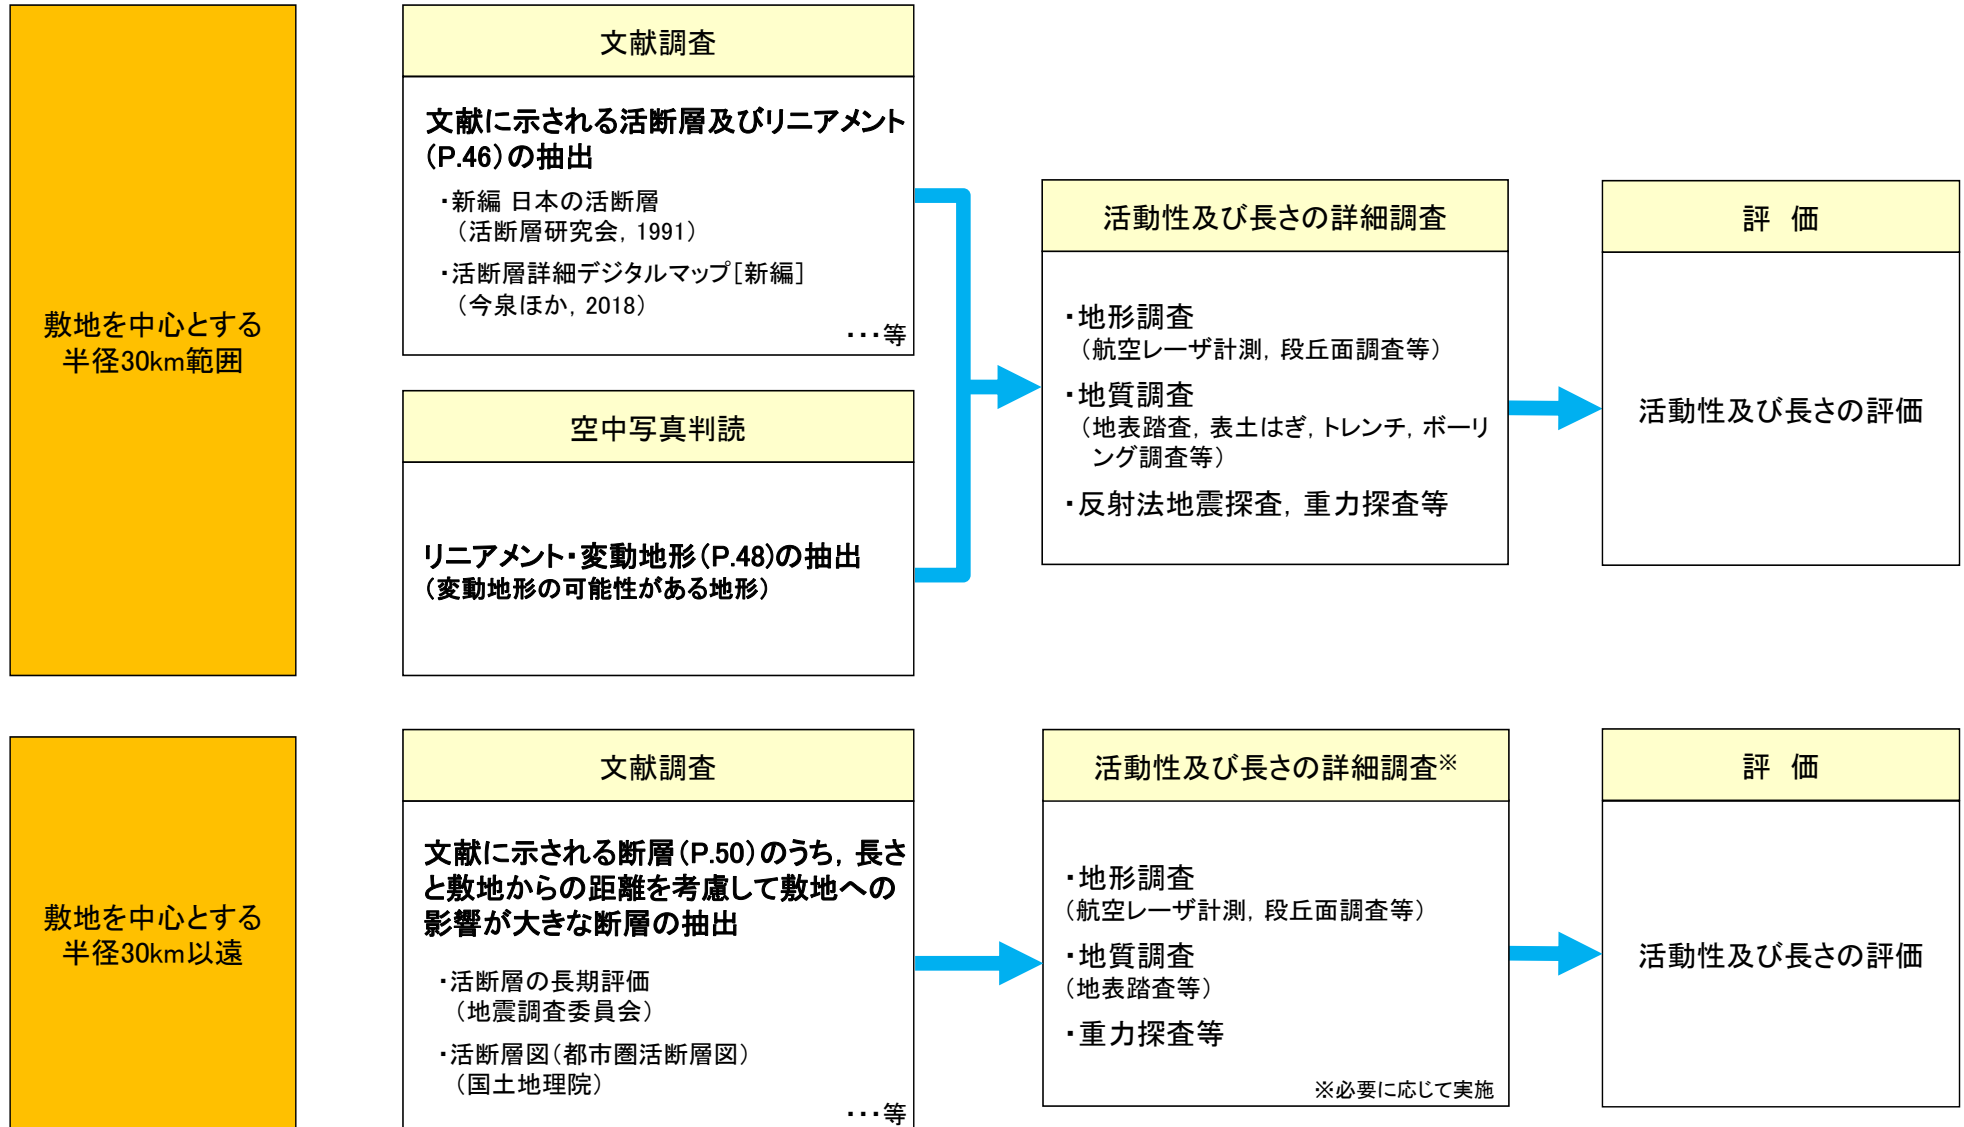 敷地を中心とする
半径30km範囲
文献調査
文献に示される活断層及びリニアメント
(P.46)の抽出
・新編 日本の活断層
(活断層研究会, 1991)
・活断層詳細デジタルマップ[新編]
(今泉ほか, 2018)
・・・等
空中写真判読
リニアメント・変動地形(P.48)の抽出
(変動地形の可能性がある地形)
活動性及び長さの詳細調査
・地形調査
(航空レーザ計測, 段丘面調査等)
・地質調査
(地表踏査, 表土はぎ, トレンチ, ボーリ
ング調査等)
・反射法地震探査, 重力探査等
評 価
活動性及び長さの評価
敷地を中心とする
半径30km以遠
文献調査
文献に示される断層(P.50)のうち, 長さ
と敷地からの距離を考慮して敷地への
影響が大きな断層の抽出
・活断層の長期評価
(地震調査委員会)
・活断層図(都市圏活断層図)
(国土地理院)
・・・等
活動性及び長さの詳細調査※
・地形調査
(航空レーザ計測, 段丘面調査等)
・地質調査
(地表踏査等)
・重力探査等
※必要に応じて実施
評 価
活動性及び長さの評価